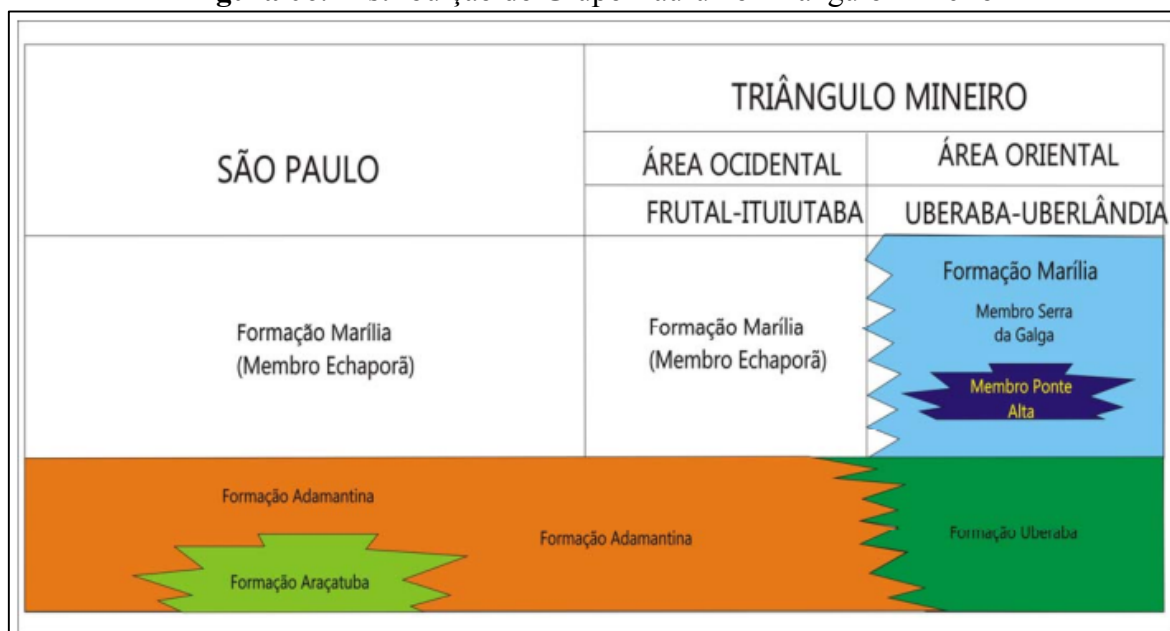 TRIÂNGULO MINEIRO
SÃO PAULO
ÁREA OCIDENTAL
ÁREA ORIENTAL
FRUTAL-ITUIUTABA
UBERABA-UBERLÂNDIA
Formação Marília
(Membro Echaporã)
Formação Marília
(Membro Echaporã)
Formação Marília
Membro Serra
da Galga
Membro Ponte
Alta
Formação Adamantina
Formação Adamantina
Formação Araçatuba
Formação Uberaba